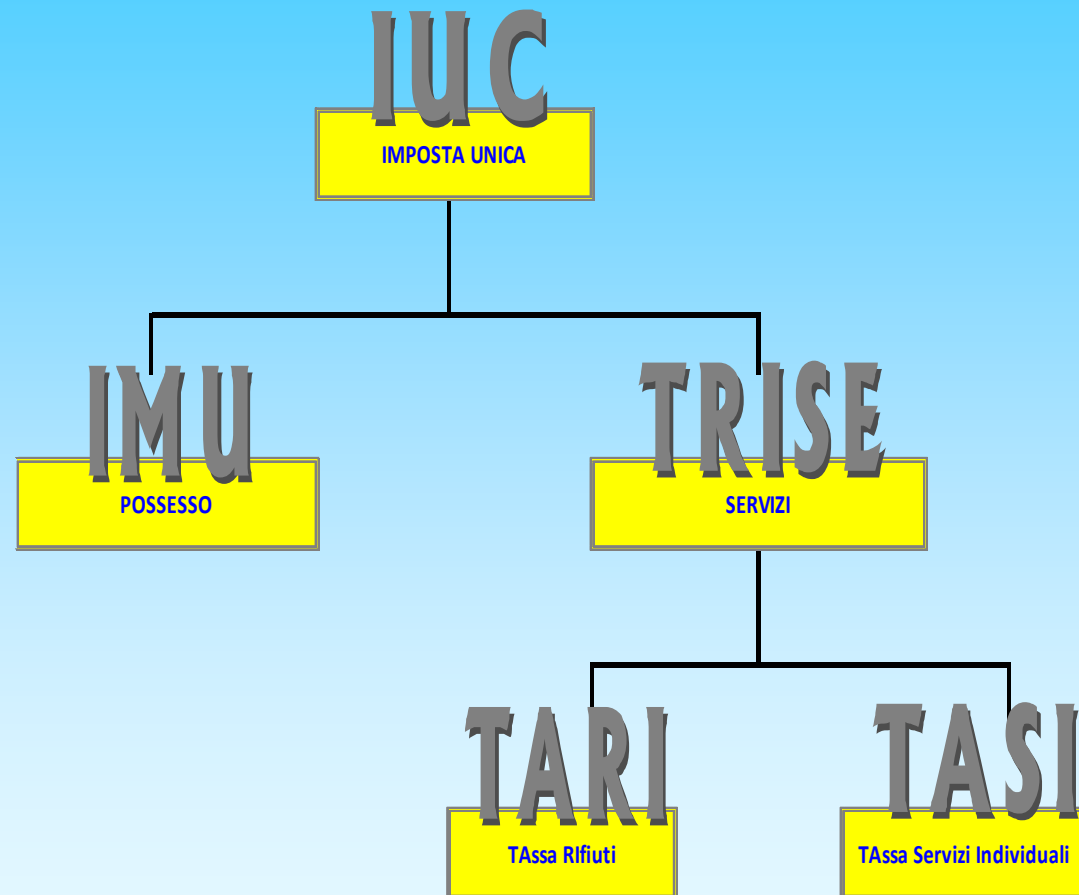 IUC
IMPOSTA UNICA
IMU
TRISE
POSSESSO
SERVIZI
TARI
TASI
TAssa RIfiuti
TAssa Servizi Individuali